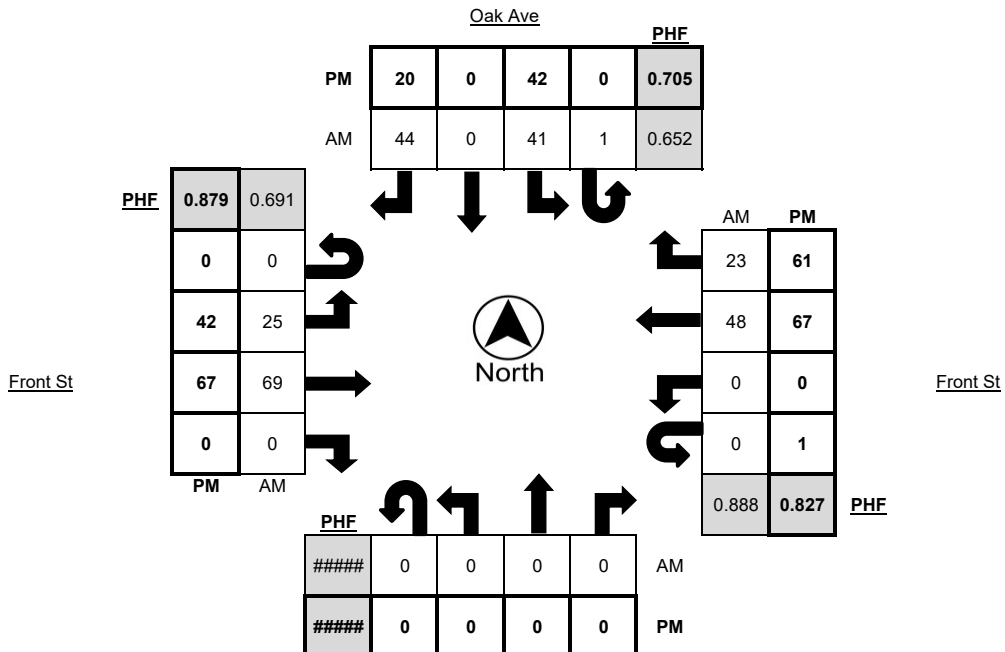 Oak Ave
PHF
PM 20 0 42 0 0.705
AM 44 0 41 1 0.652
PHF 0.879 0.691
AM PM
0 0
23 61
42 25
48 67
North
Front St 67 69
0 0 Front St
0 0
0 1
PM AM
0.888 0.827 PHF
PHF
##### 0 0 0 0 AM
##### 0 0 0 0 PM